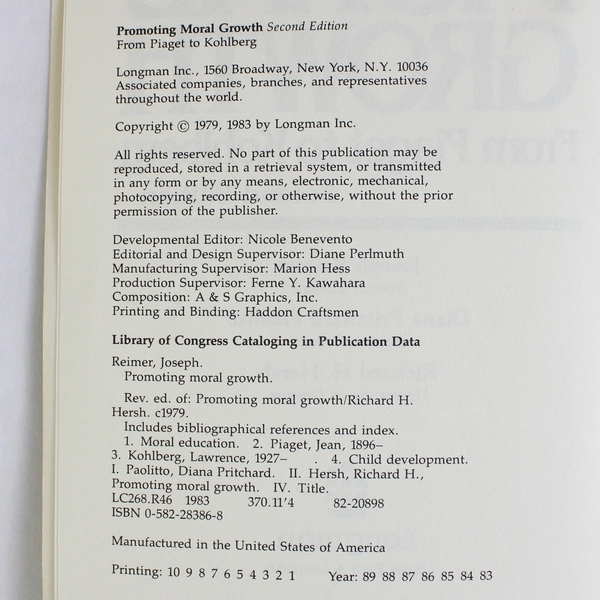 Promoting Moral Growth Second Edition
From Piaget to Kohlberg
Longman Inc., 1560 Broadway, New York, N.Y. 10036
Associated companies, branches, and representatives
throughout the world.
Copyright © 1979, 1983 by Longman Inc.
All rights reserved. No part of this publication may be
reproduced, stored in a retrieval system, or transmitted
in any form or by any means, electronic, mechanical,
photocopying, recording, or otherwise, without the prior
permission of the publisher.
Developmental Editor: Nicole Benevento
Editorial and Design Supervisor: Diane Perlmuth
Manufacturing Supervisor: Marion Hess
Production Supervisor: Ferne Y. Kawahara
Composition: A & S Graphics, Inc.
Printing and Binding: Haddon Craftsmen
Library of Congress Cataloging in Publication Data
Reimer, Joseph.
Promoting moral growth.
Rev. ed. of: Promoting moral growth/Richard H.
Hersh. c1979.
Includes bibliographical references and index.
1. Moral education. 2. Piaget, Jean, 1896–
3. Kohlberg, Lawrence, 1927– . 4. Child development.
I. Paolitto, Diana Pritchard. II. Hersh, Richard H.,
Promoting moral growth. IV. Title.
LC268.R46 1983 370.11'4 82-20898
ISBN 0-582-28386-8
Manufactured in the United States of America
Printing: 10 9 8 7 6 5 4 3 2 1 Year: 89 88 87 86 85 84 83